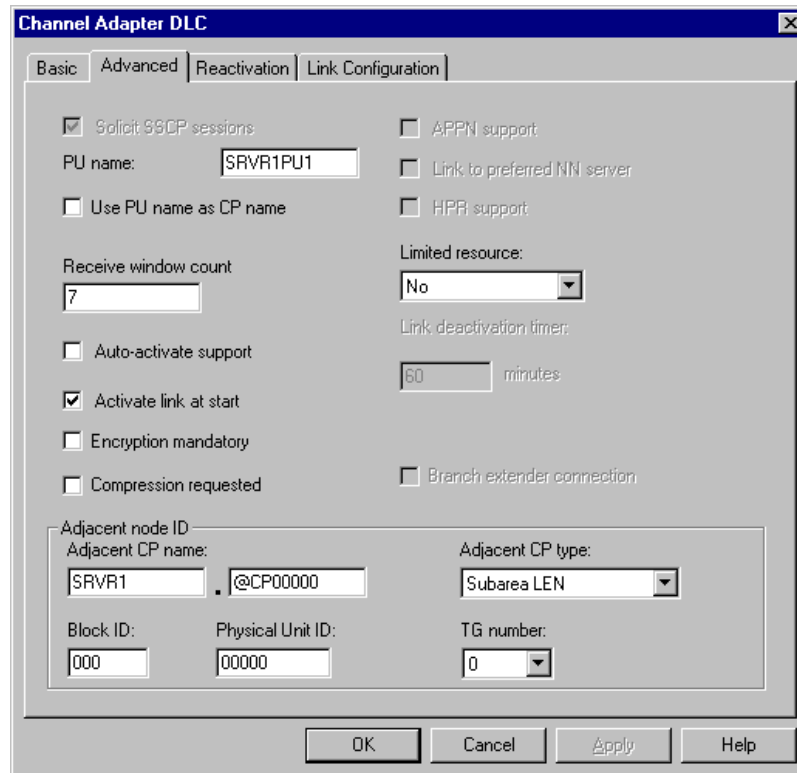 Channel Adapter DLC
Basic Advanced Reactivation Link Configuration
Solicit SSCP sessions
PU name: SRVR1PU1
Use PU name as CP name
Receive window count
7
Auto-activate support
Activate link at start
Encryption mandatory
Compression requested
APPN support
Link to preferred NN server
HPR support
Limited resource:
No
Link deactivation timer:
60 minutes
Branch extender connection
Adjacent node ID
Adjacent CP name:
SRVR1 . @CP00000
Adjacent CP type:
Subarea LEN
Block ID:
000
Physical Unit ID:
00000
TG number:
0
OK Cancel Apply Help